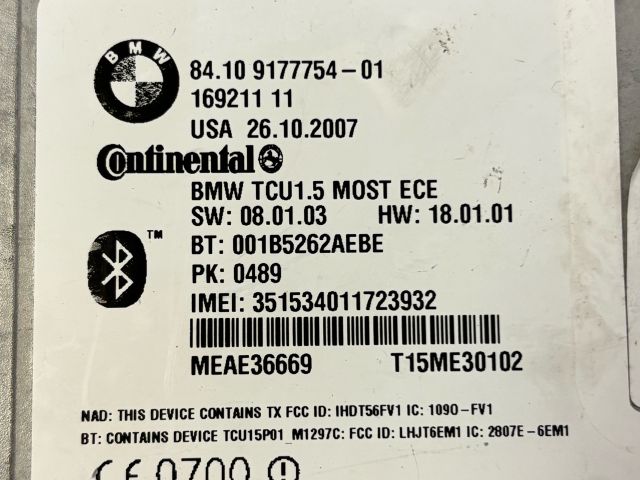 BMW
84.10 9177754-01
169211 11
USA 26.10.2007
Continental
BMW TCU1.5 MOST ECE
SW: 08.01.03 HW: 18.01.01
BT: 001B5262AEBE
TM
PK: 0489
IMEI: 351534011723932
MEAE36669 T15ME30102
NAD: THIS DEVICE CONTAINS TX FCC ID: IHDT56FV1 IC: 109O-FV1
BT: CONTAINS DEVICE TCU15P01_M1297C: FCC ID: LHJT6EM1 IC: 2807E-6EM1
CE 0700